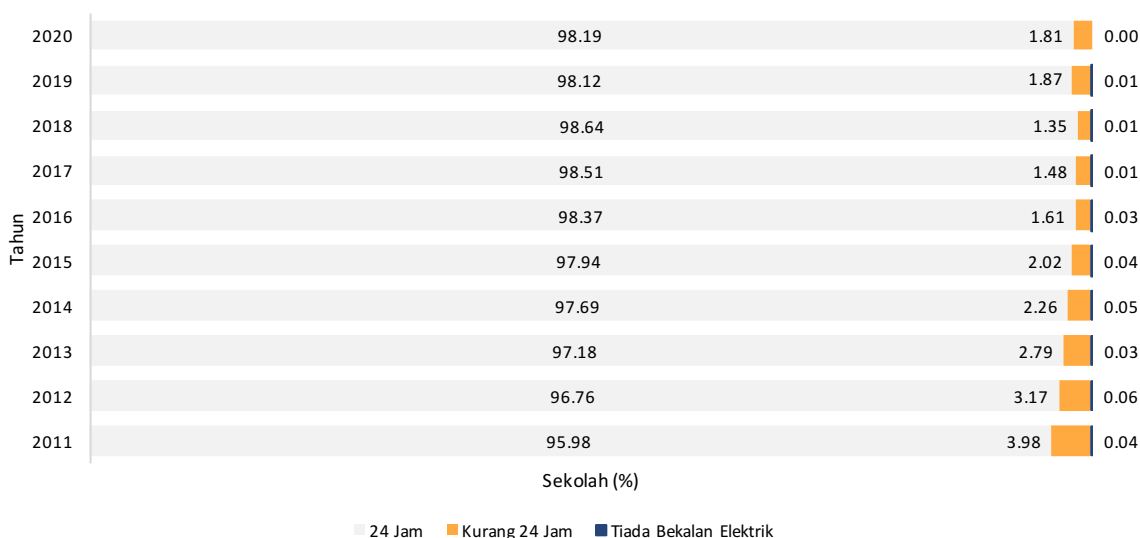 2020 98.19 1.81 0.00
2019 98.12 1.87 0.01
2018 98.64 1.35 0.01
2017 98.51 1.48 0.01
2016 98.37 1.61 0.03
2015 97.94 2.02 0.04
2014 97.69 2.26 0.05
2013 97.18 2.79 0.03
2012 96.76 3.17 0.06
2011 95.98 3.98 0.04
Tahun
Sekolah (%)
24 Jam Kurang 24 Jam Tiada Bekalan Elektrik